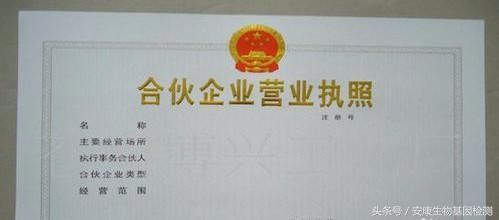 合伙企业营业执照
注 册 号
名 称
主要经营场所
执行事务合伙人
合伙企业类型
经 营 范 围
博兴
头条号 / 安康生物基因检测